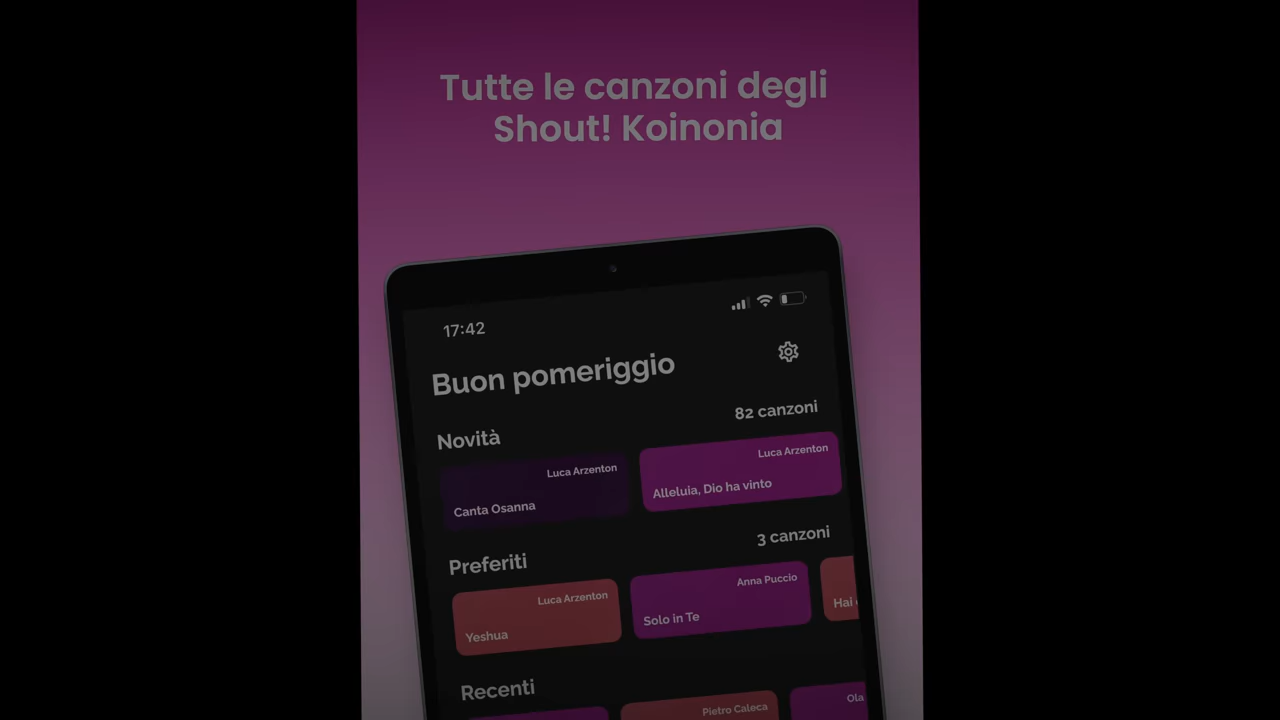 Tutte le canzoni degli
Shout! Koinonia
17:42
Buon pomeriggio
82 canzoni
Novità
Luca Arzenton
Canta Osanna
Luca Arzenton
Alleluia, Dio ha vinto
3 canzoni
Preferiti
Luca Arzenton
Yeshua
Anna Puccio
Solo in Te
Hai
Recenti
Pietro Caleca
Ola